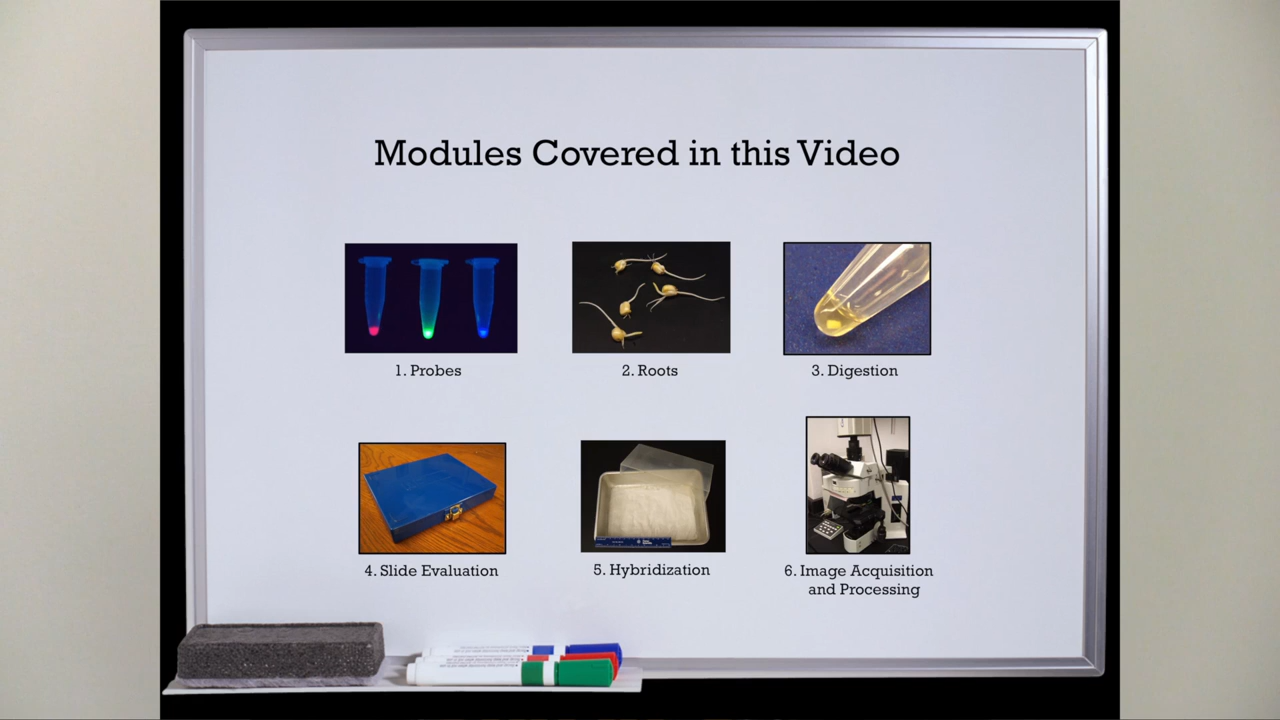 Modules Covered in this Video
1. Probes
2. Roots
3. Digestion
4. Slide Evaluation
5. Hybridization
6. Image Acquisition
and Processing